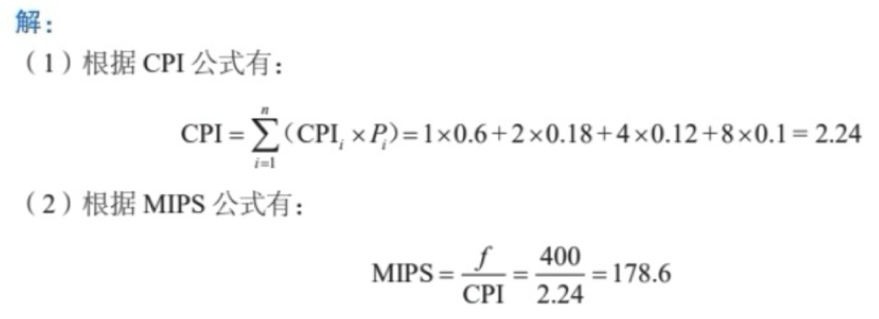 解：
（1）根据 CPI 公式有：
CPI = ∑_{i=1}^{n} (CPI_i × P_i) = 1×0.6+2×0.18+4×0.12+8×0.1 = 2.24
（2）根据 MIPS 公式有：
MIPS = f/CPI = 400/2.24 = 178.6